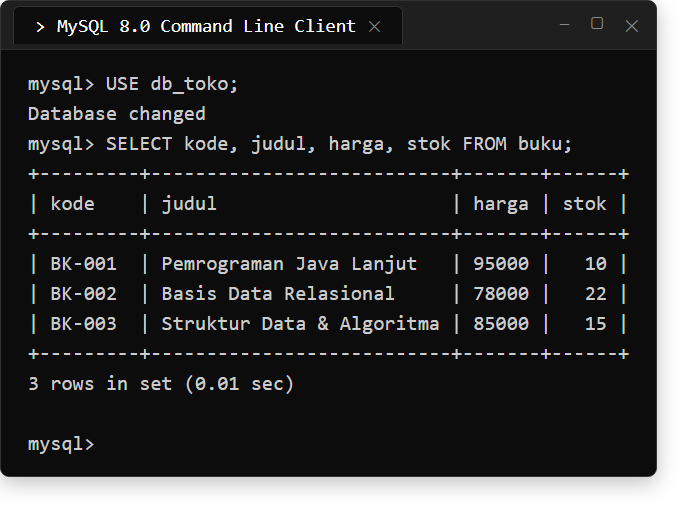 > MySQL 8.0 Command Line Client
mysql> USE db_toko;
Database changed
mysql> SELECT kode, judul, harga, stok FROM buku;
+---------+---------------------------+-------+------+
| kode    | judul                     | harga | stok |
+---------+---------------------------+-------+------+
| BK-001  | Pemrograman Java Lanjut   | 95000 |   10 |
| BK-002  | Basis Data Relasional     | 78000 |   22 |
| BK-003  | Struktur Data & Algoritma | 85000 |   15 |
+---------+---------------------------+-------+------+
3 rows in set (0.01 sec)
mysql>